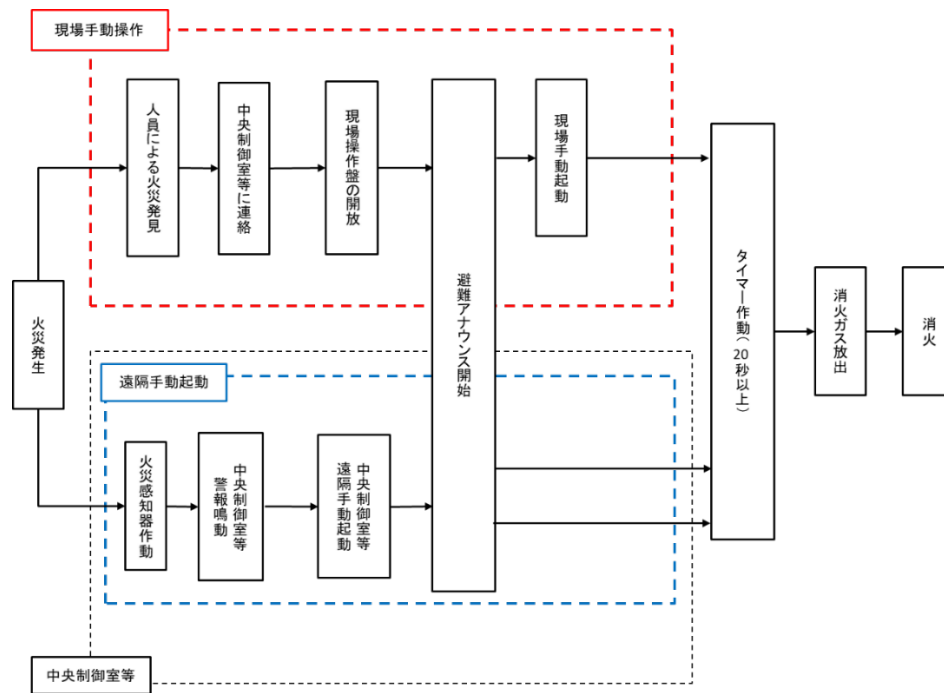 現場手動操作
人員による火災発見
中央制御室等に連絡
現場操作盤の開放
避難アナウンス開始
現場手動起動
タイマー作動(20秒以上)
消火ガス放出
消火
火災発生
遠隔手動起動
火災感知器作動
中央制御室等
警報鳴動
中央制御室等
遠隔手動起動
中央制御室等